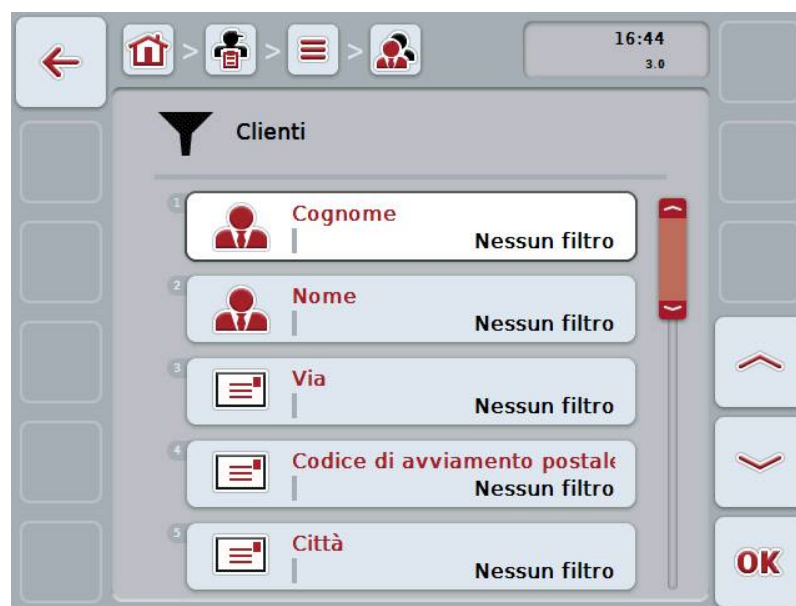 16:44
3.0
Clienti
1
Cognome
Nessun filtro
2
Nome
Nessun filtro
3
Via
Nessun filtro
4
Codice di avviamento postale
Nessun filtro
5
Città
Nessun filtro
OK